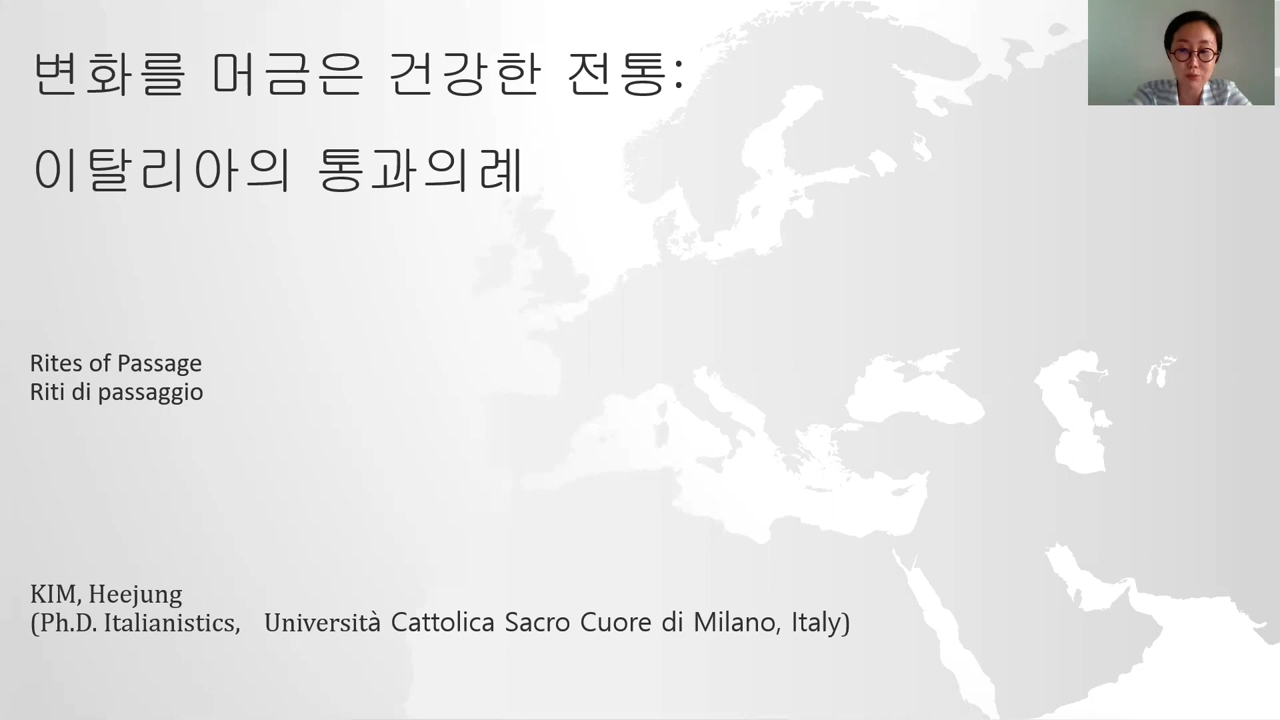 변화를 머금은 건강한 전통:
이탈리아의 통과의례
Rites of Passage
Riti di passaggio
KIM, Heejung
(Ph.D. Italianistics, Università Cattolica Sacro Cuore di Milano, Italy)